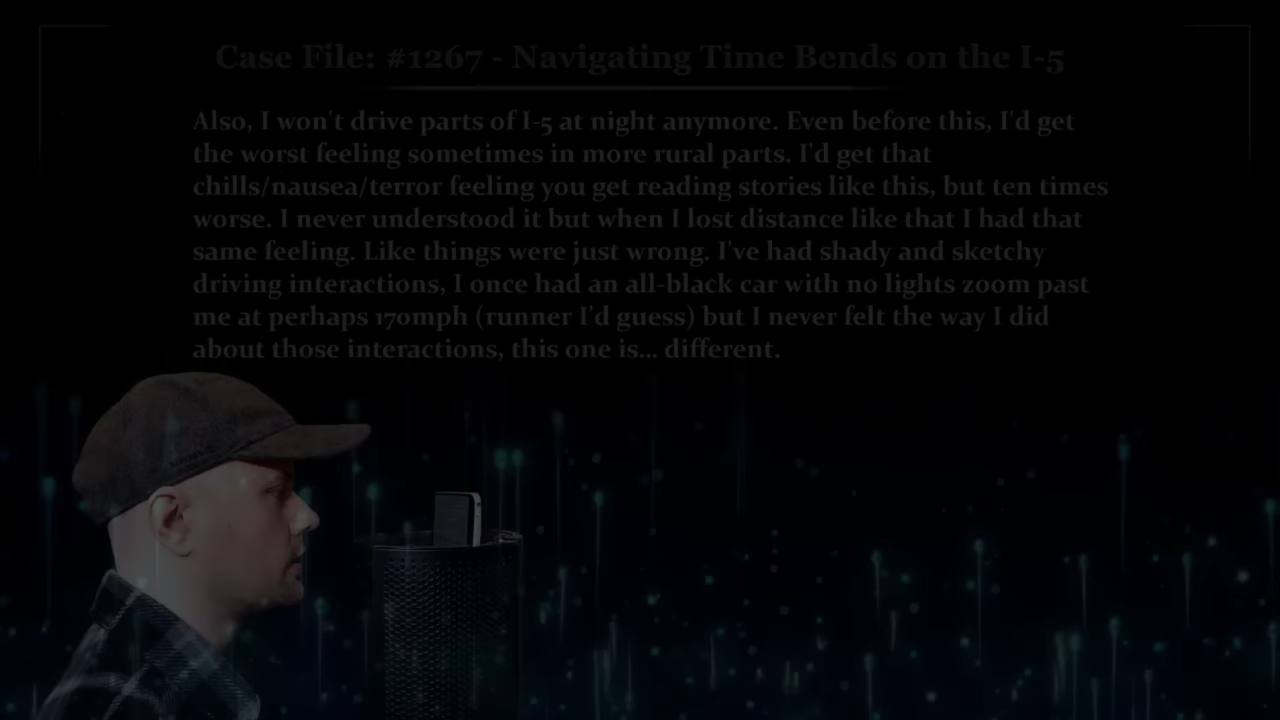 Case File: #1267 - Navigating Time Bends on the I-5
Also, I won't drive parts of I-5 at night anymore. Even before this, I'd get
the worst feeling sometimes in more rural parts. I'd get that
chills/nausea/terror feeling you get reading stories like this, but ten times
worse. I never understood it but when I lost distance like that I had that
same feeling. Like things were just wrong. I've had shady and sketchy
driving interactions, I once had an all-black car with no lights zoom past
me at perhaps 170mph (runner I'd guess) but I never felt the way I did
about those interactions, this one is... different.